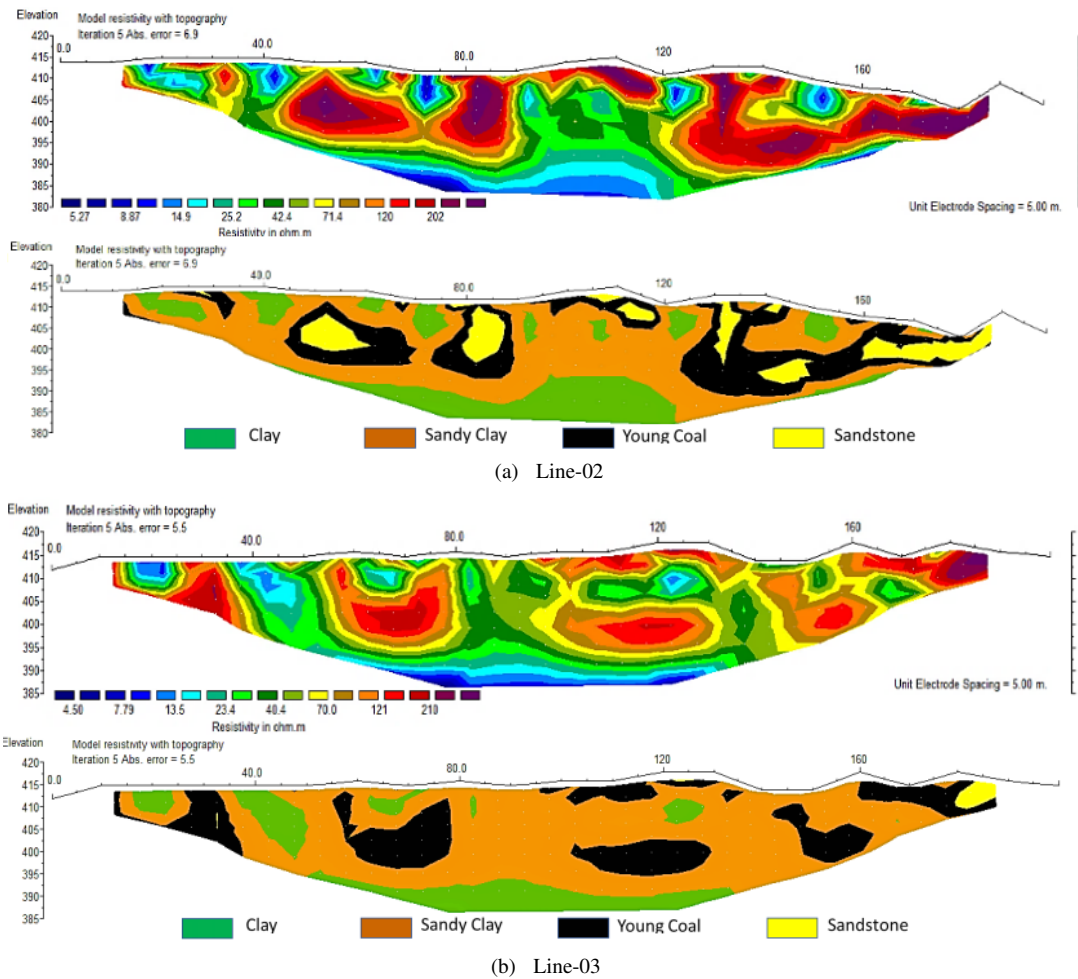 Elevation
Model resistivity with topography
Iteration 5 Abs. error = 6.9
0.0 40.0 80.0 120 160
420
415
410
405
400
395
390
385
380
5.27 8.87 14.9 25.2 42.4 71.4 120 202
Resistivity in ohm.m
Unit Electrode Spacing = 5.00 m.
Elevation
Model resistivity with topography
Iteration 5 Abs. error = 6.9
0.0 40.0 80.0 120 150
420
415
410
405
400
395
390
385
380
Clay Sandy Clay Young Coal Sandstone
(a) Line-02
Elevation
Model resistivity with topography
Iteration 5 Abs. error = 5.5
0.0 40.0 80.0 120 160
420
415
410
405
400
395
390
385
4.50 7.79 13.5 23.4 40.4 70.0 121 210
Resistivity in ohm.m
Unit Electrode Spacing = 5.00 m.
Elevation
Model resistivity with topography
Iteration 5 Abs. error = 5.5
0.0 40.0 80.0 120 160
420
415
410
405
400
395
390
385
Clay Sandy Clay Young Coal Sandstone
(b) Line-03